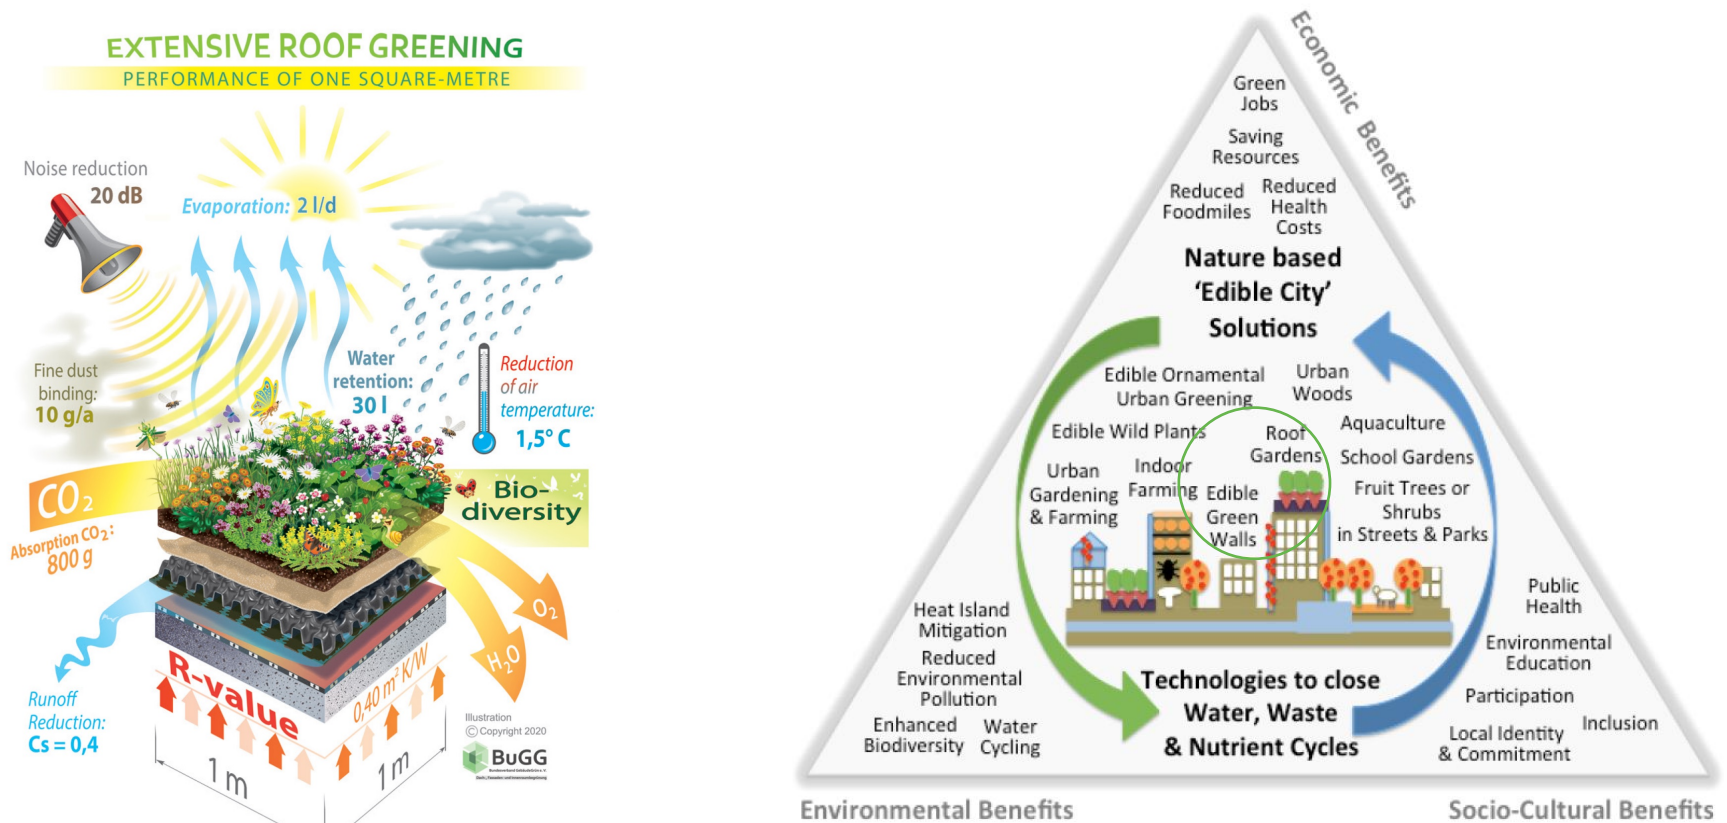 EXTENSIVE ROOF GREENING
PERFORMANCE OF ONE SQUARE-METRE
Noise reduction
20 dB
Evaporation: 2 l/d
Fine dust
binding:
10 g/a
Water
retention:
30 l
Reduction
of air
temperature:
1,5° C
CO₂
Absorption CO₂:
800 g
Bio-
diversity
O₂
H₂O
R-value
0,40 m² K/W
Runoff
Reduction:
Cs = 0,4
1 m
1 m
Illustration
© Copyright 2020
BuGG
Economic Benefits
Green
Jobs
Saving
Resources
Reduced
Foodmiles
Reduced
Health
Costs
Nature based
‘Edible City’
Solutions
Edible Ornamental
Urban Greening
Urban
Woods
Edible Wild Plants
Roof
Gardens
Aquaculture
School Gardens
Urban
Gardening
& Farming
Indoor
Farming
Edible
Green
Walls
Fruit Trees or
Shrubs
in Streets & Parks
Heat Island
Mitigation
Reduced
Environmental
Pollution
Enhanced
Biodiversity
Water
Cycling
Technologies to close
Water, Waste
& Nutrient Cycles
Public
Health
Environmental
Education
Participation
Inclusion
Local Identity
& Commitment
Environmental Benefits
Socio-Cultural Benefits